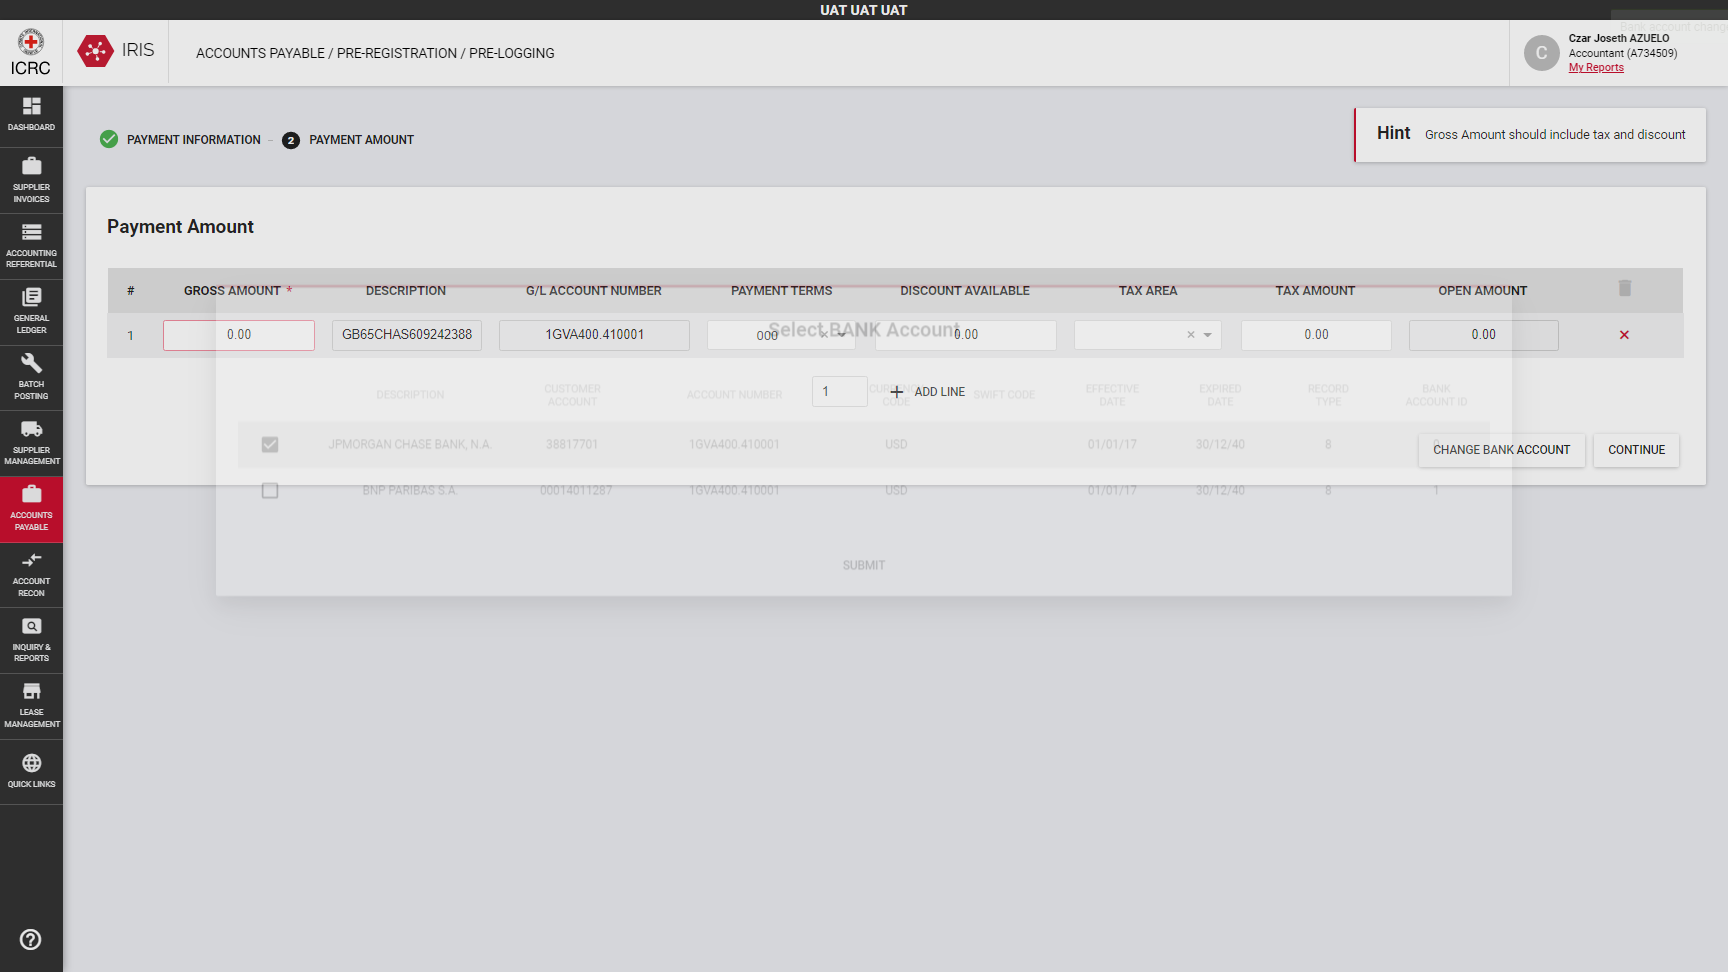 UAT UAT UAT
Bank account change
ICRC
IRIS
ACCOUNTS PAYABLE / PRE-REGISTRATION / PRE-LOGGING
C
Czar Joseth AZUELO
Accountant (A734509)
My Reports
DASHBOARD
SUPPLIER
INVOICES
ACCOUNTING
REFERENTIAL
GENERAL
LEDGER
BATCH
POSTING
SUPPLIER
MANAGEMENT
ACCOUNTS
PAYABLE
ACCOUNT
RECON
INQUIRY &
REPORTS
LEASE
MANAGEMENT
QUICK LINKS
PAYMENT INFORMATION - 2 PAYMENT AMOUNT
Hint Gross Amount should include tax and discount
Payment Amount
# GROSS AMOUNT * DESCRIPTION G/L ACCOUNT NUMBER PAYMENT TERMS DISCOUNT AVAILABLE TAX AREA TAX AMOUNT OPEN AMOUNT
1 0.00 GB65CHAS609242388 1GVA400.410001 000 × 0.00 × 0.00 0.00 ×
1 + ADD LINE
CHANGE BANK ACCOUNT CONTINUE
Select BANK Account
DESCRIPTION CUSTOMER ACCOUNT ACCOUNT NUMBER CURRENCY CODE SWIFT CODE EFFECTIVE DATE EXPIRED DATE RECORD TYPE BANK ACCOUNT ID
JPMORGAN CHASE BANK, N.A. 38817701 1GVA400.410001 USD 01/01/17 30/12/40 8
BNP PARIBAS S.A. 00014011287 1GVA400.410001 USD 01/01/17 30/12/40 8 1
SUBMIT